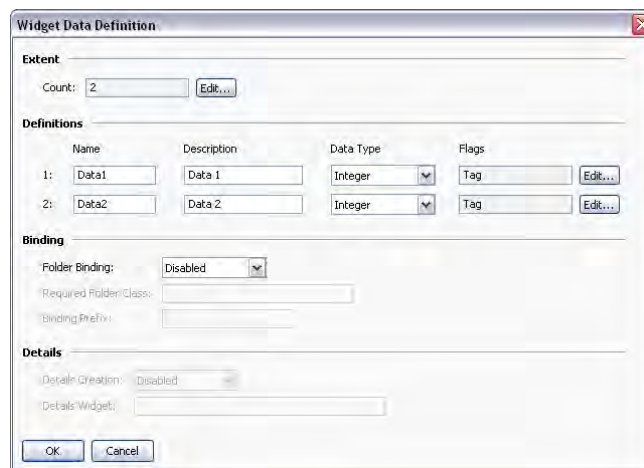 Widget Data Definition
Extent
Count: 2 Edit...
Definitions
Name Description Data Type Flags
1: Data1 Data 1 Integer Tag Edit...
2: Data2 Data 2 Integer Tag Edit...
Binding
Folder Binding: Disabled
Required Folder Class:
Binding Prefix:
Details
Details Creation: Disabled
Details Widget:
OK Cancel